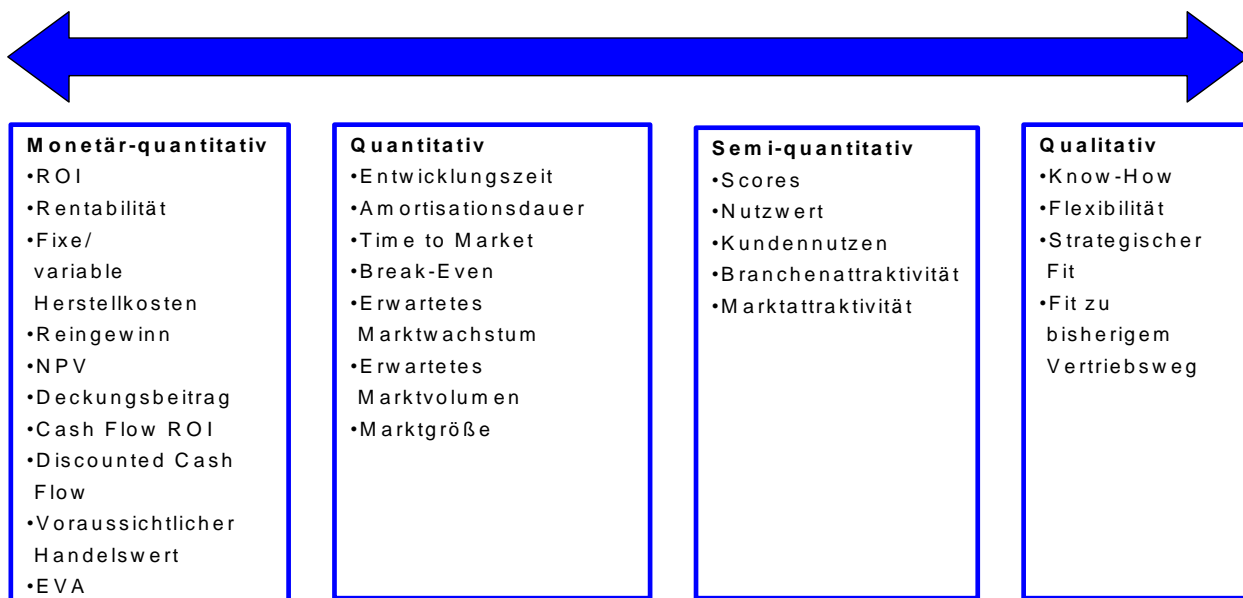 Monetär-quantitativ
•ROI
•Rentabilität
•Fixe/
variable
Herstellkosten
•Reingewinn
•NPV
•Deckungsbeitrag
•Cash Flow ROI
•Discounted Cash
Flow
•Voraussichtlicher
Handelswert
•EVA
Quantitativ
•Entwicklungszeit
•Amortisationsdauer
•Time to Market
•Break-Even
•Erwartetes
Marktwachstum
•Erwartetes
Marktvolumen
•Marktgröße
Semi-quantitativ
•Scores
•Nutzwert
•Kundennutzen
•Branchenattraktivität
•Marktattraktivität
Qualitativ
•Know-How
•Flexibilität
•Strategischer
Fit
•Fit zu
bisherigem
Vertriebsweg